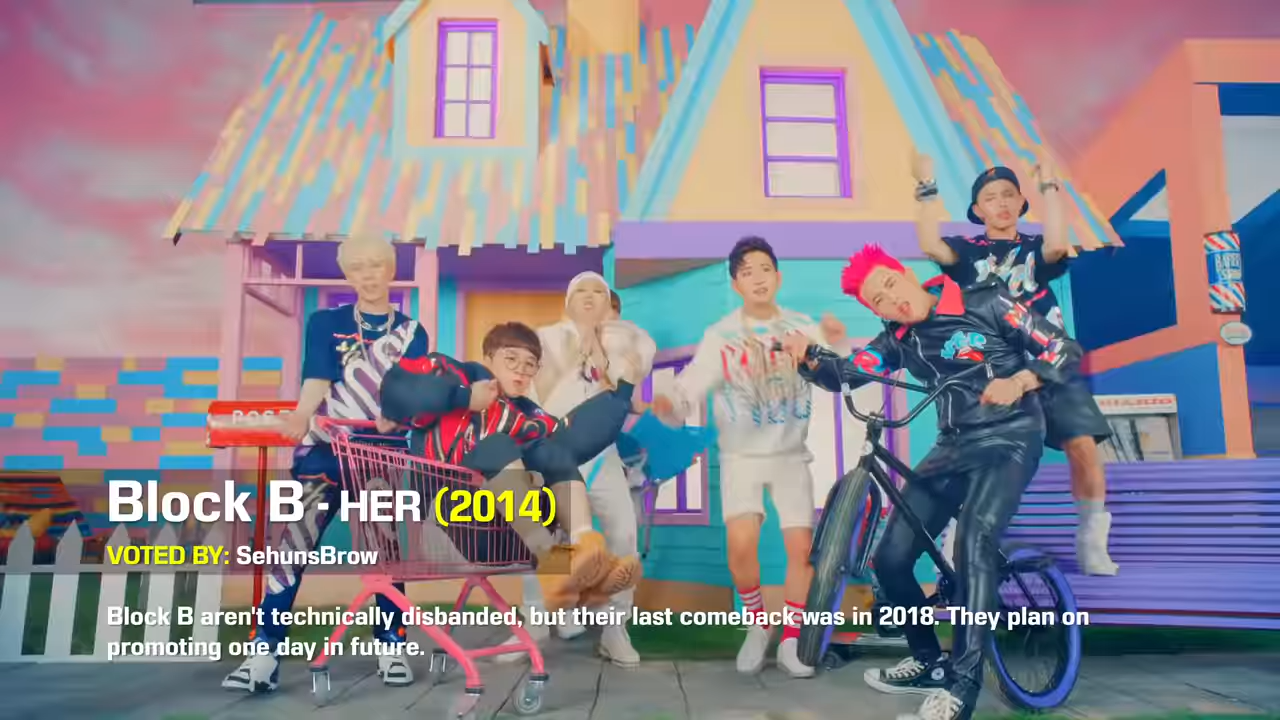 Block B - HER (2014)
VOTED BY: SehunsBrow
Block B aren't technically disbanded, but their last comeback was in 2018. They plan on
promoting one day in future.